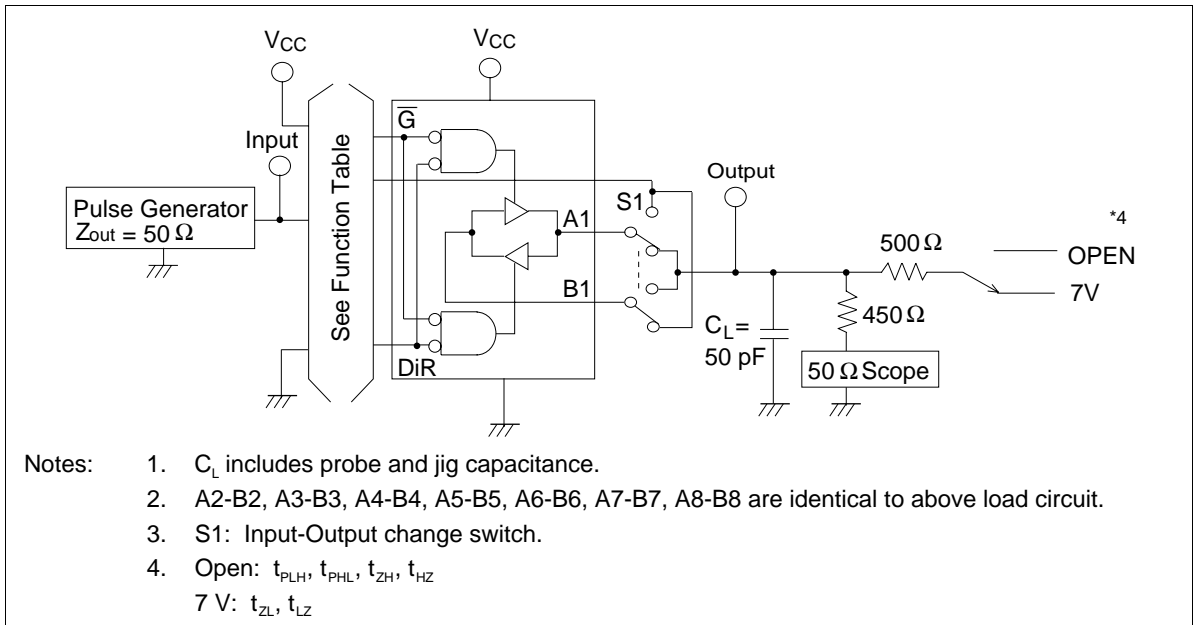 VCC
VCC
G
Input
See Function Table
Output
S1
Pulse Generator
Zout = 50 Ω
A1
*4
500 Ω
OPEN
7V
B1
450 Ω
CL=
50 pF
DiR
50 Ω Scope
Notes: 1. CL includes probe and jig capacitance.
2. A2-B2, A3-B3, A4-B4, A5-B5, A6-B6, A7-B7, A8-B8 are identical to above load circuit.
3. S1: Input-Output change switch.
4. Open: tPLH, tPHL, tZH, tHZ
7 V: tZL, tLZ